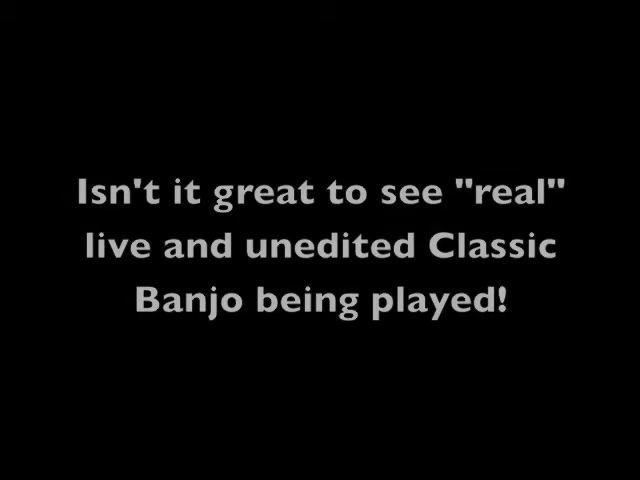 Isn't it great to see "real"
live and unedited Classic
Banjo being played!